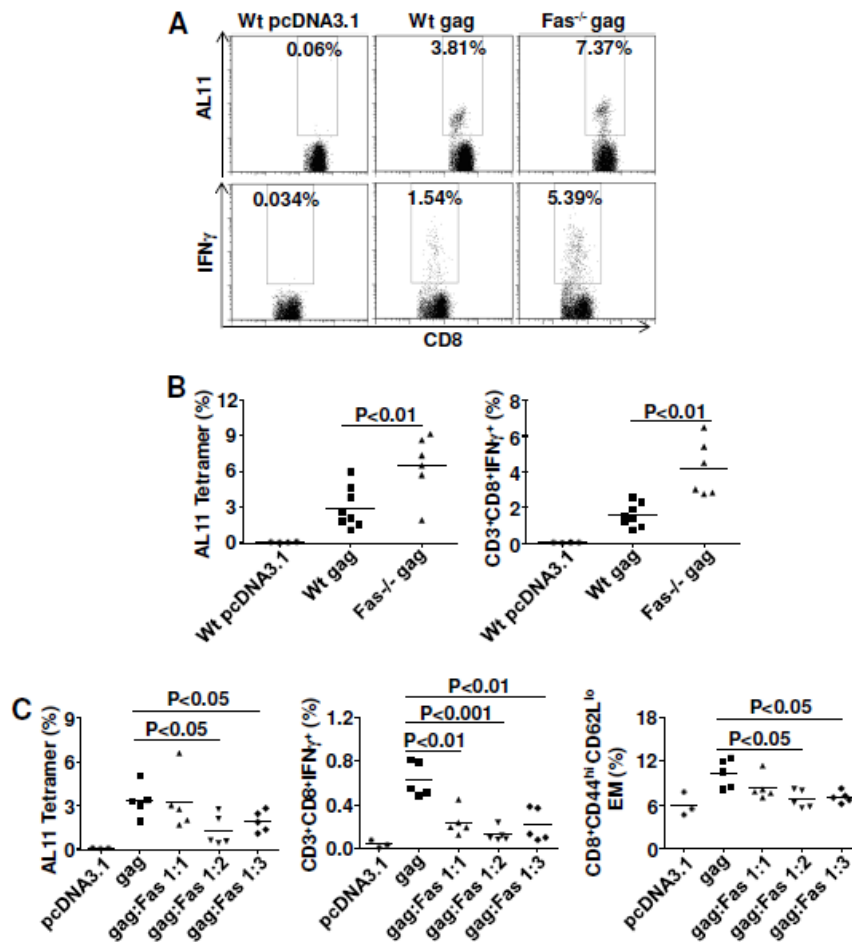 A
Wt pcDNA3.1 Wt gag Fas-/- gag
AL11
0.06% 3.81% 7.37%
IFNγ
0.034% 1.54% 5.39%
CD8
B
AL11 Tetramer (%)
12
9
6
3
0
P<0.01
Wt pcDNA3.1
Wt gag
Fas-/- gag
CD3+CD8+IFNγ+ (%)
8
6
4
2
0
P<0.01
Wt pcDNA3.1
Wt gag
Fas-/- gag
C
AL11 Tetramer (%)
9
6
3
0
P<0.05
P<0.05
pcDNA3.1
gag
gag:Fas 1:1
gag:Fas 1:2
gag:Fas 1:3
CD3+CD8+IFNγ+ (%)
1.2
0.8
0.4
0.0
P<0.01
P<0.001
P<0.01
pcDNA3.1
gag
gag:Fas 1:1
gag:Fas 1:2
gag:Fas 1:3
CD8+CD44hi CD62Llo
EM (%)
18
12
6
0
P<0.05
P<0.05
pcDNA3.1
gag
gag:Fas 1:1
gag:Fas 1:2
gag:Fas 1:3